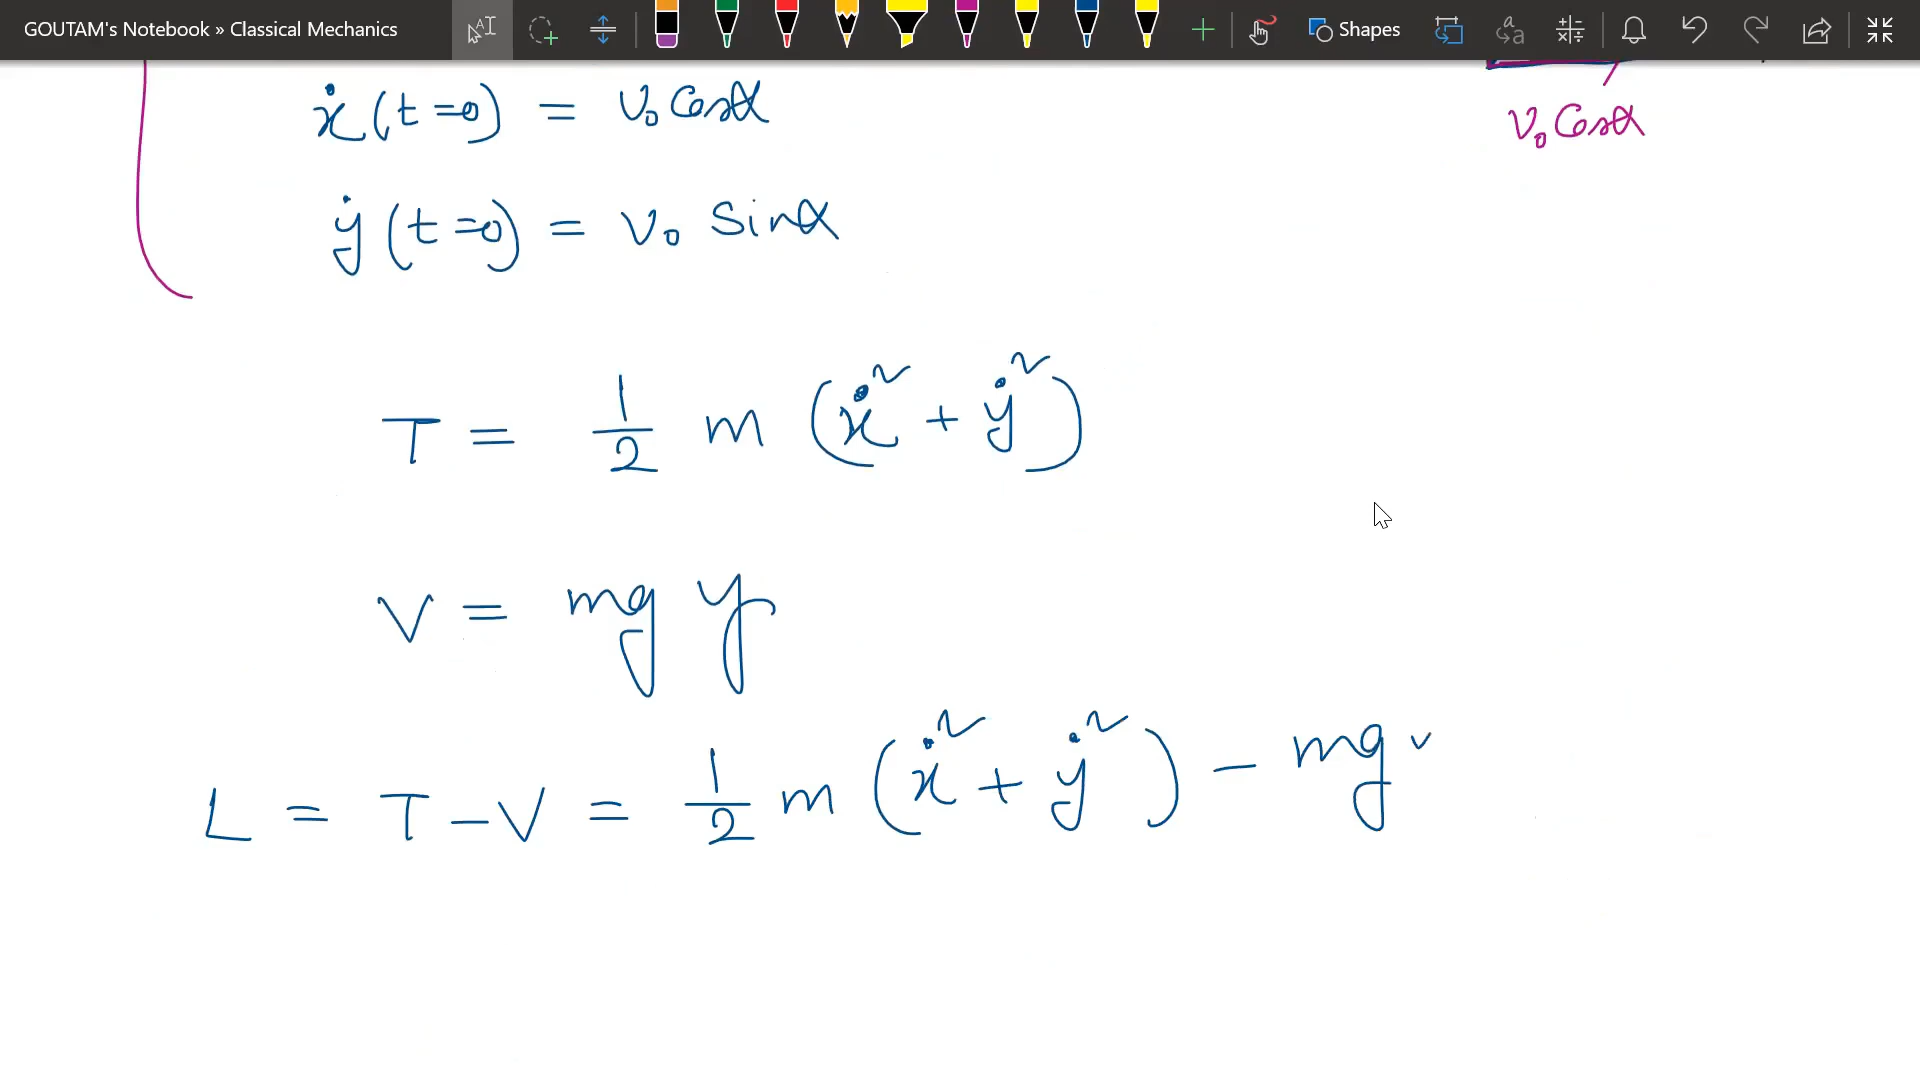 GOUTAM's Notebook » Classical Mechanics
Shapes
ẋ (t=0) = v₀ Cosα
v₀ Cosα
ẏ (t=0) = v₀ Sinα
T = 1/2 m (ẋ² + ẏ²)
V = mg y
L = T - V = 1/2 m (ẋ² + ẏ²) - mg